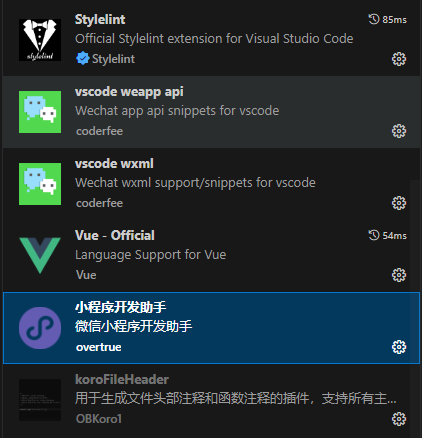 Stylelint 85ms
Official Stylelint extension for Visual Studio Code
stylelint
Stylelint
vscode weapp api
Wechat app api snippets for vscode
coderfee
vscode wxml
Wechat wxml support/snippets for vscode
coderfee
Vue - Official 54ms
Language Support for Vue
Vue
小程序开发助手
微信小程序开发助手
overtrue
koroFileHeader
用于生成文件头部注释和函数注释的插件，支持所有主...
OBKoro1